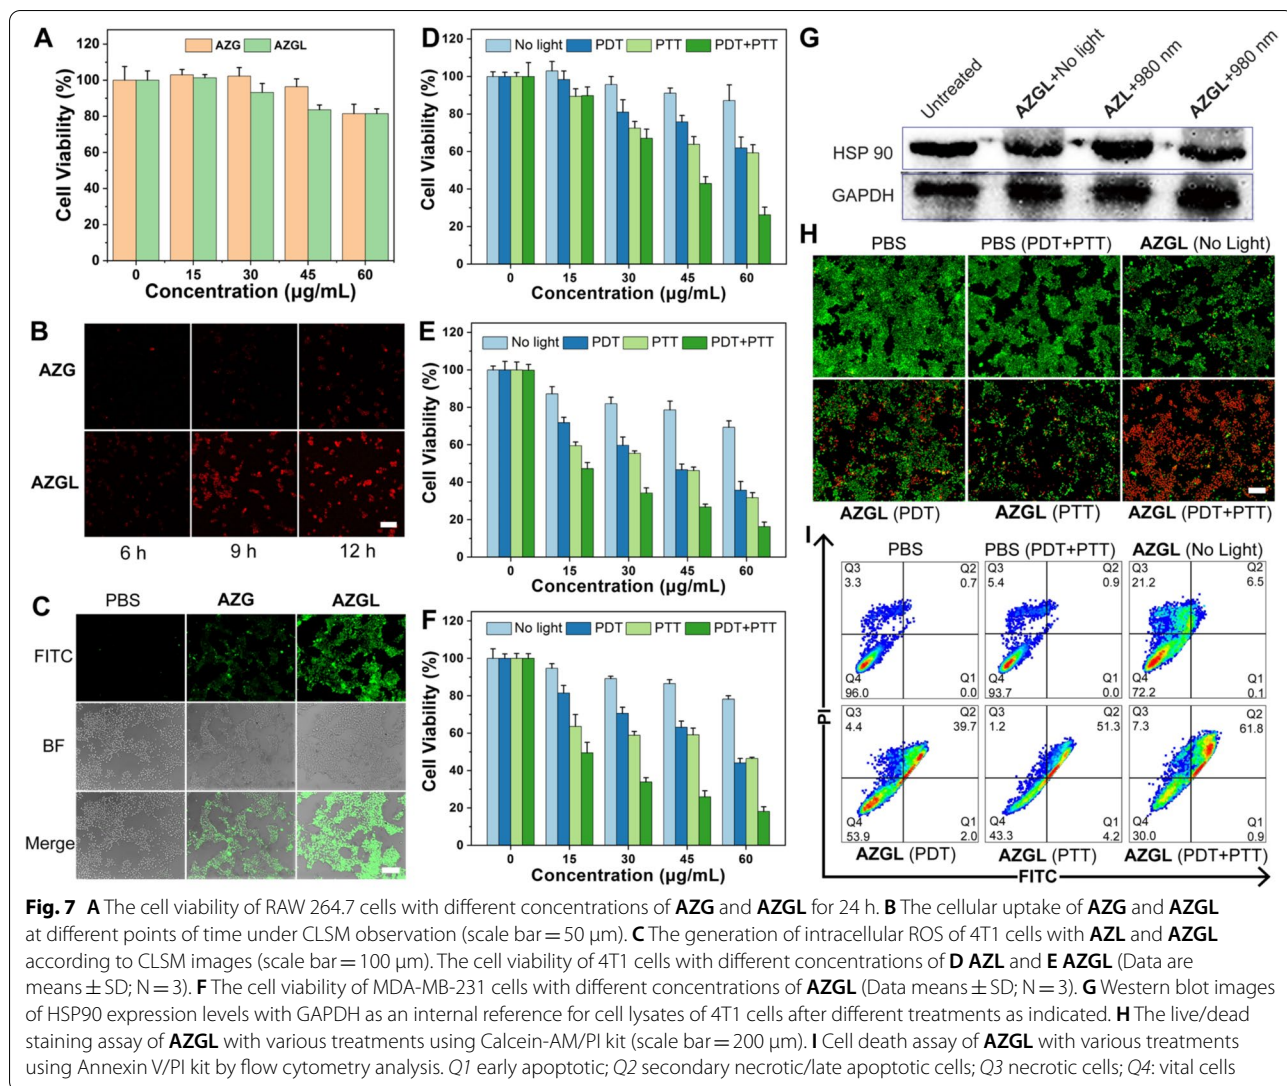 A
120
100
80
60
40
20
0
Cell Viability (%)
AZG AZGL
0 15 30 45 60
Concentration (μg/mL)
B
AZG
AZGL
6 h 9 h 12 h
C
PBS AZG AZGL
FITC
BF
Merge
D
120
100
80
60
40
20
0
Cell Viability (%)
No light PDT PTT PDT+PTT
0 15 30 45 60
Concentration (μg/mL)
E
120
100
80
60
40
20
0
Cell Viability (%)
No light PDT PTT PDT+PTT
0 15 30 45 60
Concentration (μg/mL)
F
120
100
80
60
40
20
0
Cell Viability (%)
No light PDT PTT PDT+PTT
0 15 30 45 60
Concentration (μg/mL)
G
Untreated
AZGL+No light
AZL+980 nm
AZGL+980 nm
HSP 90
GAPDH
H
PBS PBS (PDT+PTT) AZGL (No Light)
AZGL (PDT) AZGL (PTT) AZGL (PDT+PTT)
I
PI
PBS PBS (PDT+PTT) AZGL (No Light)
Q3 Q2 Q3 Q2 Q3 Q2
3.3 0.7 5.4 0.9 21.2 6.5
Q4 Q1 Q4 Q1 Q4 Q1
96.0 0.0 93.7 0.0 72.2 0.1
Q3 Q2 Q3 Q2 Q3 Q2
4.4 39.7 1.2 51.3 7.3 61.8
Q4 Q1 Q4 Q1 Q4 Q1
53.9 2.0 43.3 4.2 30.0 0.9
AZGL (PDT) AZGL (PTT) AZGL (PDT+PTT)
FITC
Fig. 7 A The cell viability of RAW 264.7 cells with different concentrations of AZG and AZGL for 24 h. B The cellular uptake of AZG and AZGL
at different points of time under CLSM observation (scale bar = 50 μm). C The generation of intracellular ROS of 4T1 cells with AZL and AZGL
according to CLSM images (scale bar = 100 μm). The cell viability of 4T1 cells with different concentrations of D AZL and E AZGL (Data are
means ± SD; N = 3). F The cell viability of MDA-MB-231 cells with different concentrations of AZGL (Data means ± SD; N = 3). G Western blot images
of HSP90 expression levels with GAPDH as an internal reference for cell lysates of 4T1 cells after different treatments as indicated. H The live/dead
staining assay of AZGL with various treatments using Calcein-AM/PI kit (scale bar = 200 μm). I Cell death assay of AZGL with various treatments
using Annexin V/PI kit by flow cytometry analysis. Q1 early apoptotic; Q2 secondary necrotic/late apoptotic cells; Q3 necrotic cells; Q4: vital cells